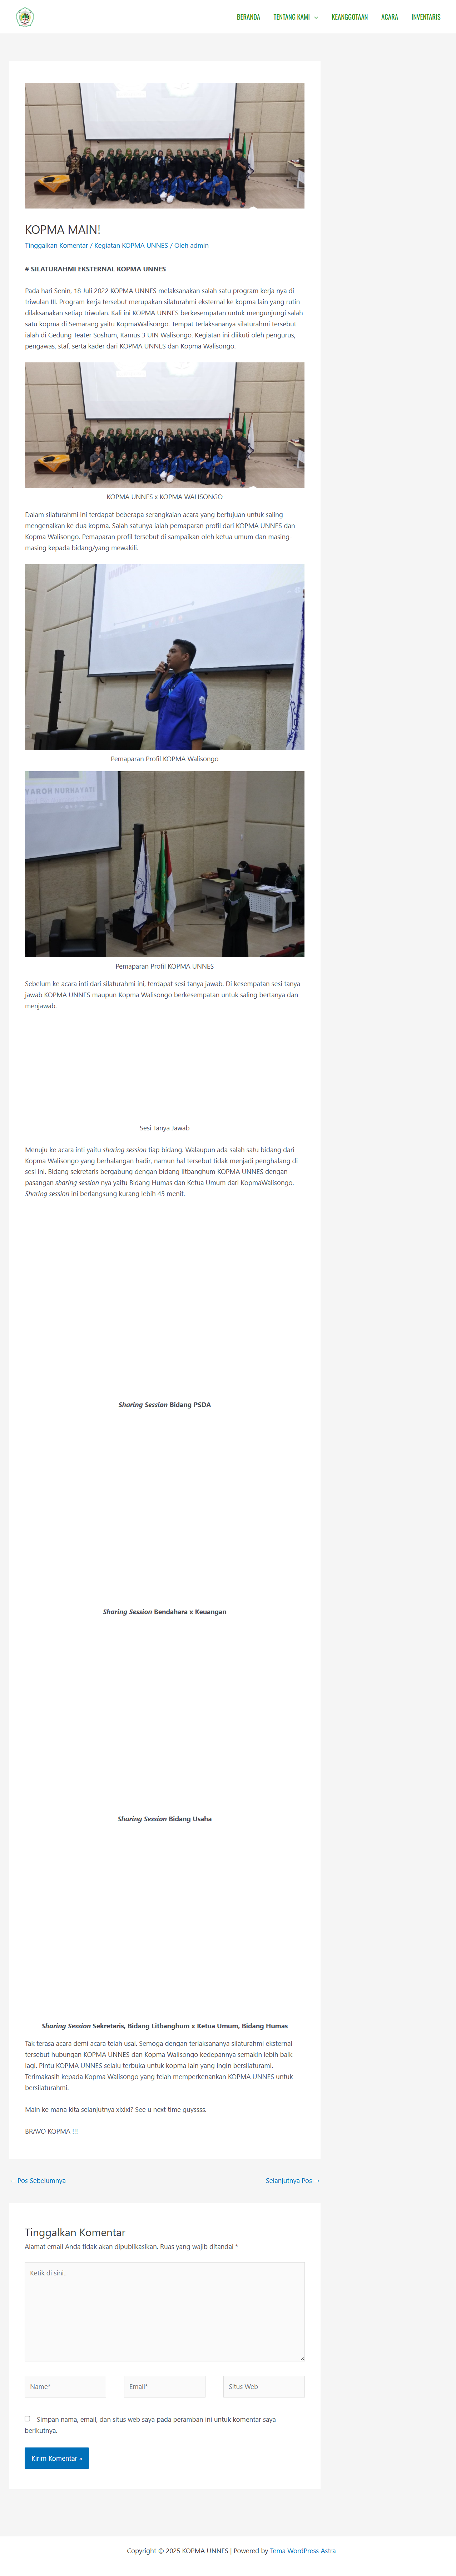 BERANDA TENTANG KAMI KEANGGOTAAN ACARA INVENTARIS
KOPMA MAIN!
Tinggalkan Komentar / Kegiatan KOPMA UNNES / Oleh admin
# SILATURAHMI EKSTERNAL KOPMA UNNES
Pada hari Senin, 18 Juli 2022 KOPMA UNNES melaksanakan salah satu program kerja nya di
triwulan III. Program kerja tersebut merupakan silaturahmi eksternal ke kopma lain yang rutin
dilaksanakan setiap triwulan. Kali ini KOPMA UNNES berkesempatan untuk mengunjungi salah
satu kopma di Semarang yaitu KopmaWalisongo. Tempat terlaksananya silaturahmi tersebut
ialah di Gedung Teater Soshum, Kamus 3 UIN Walisongo. Kegiatan ini diikuti oleh pengurus,
pengawas, staf, serta kader dari KOPMA UNNES dan Kopma Walisongo.
KOPMA UNNES x KOPMA WALISONGO
Dalam silaturahmi ini terdapat beberapa serangkaian acara yang bertujuan untuk saling
mengenalkan ke dua kopma. Salah satunya ialah pemaparan profil dari KOPMA UNNES dan
Kopma Walisongo. Pemaparan profil tersebut di sampaikan oleh ketua umum dan masing-
masing kepada bidang/yang mewakili.
Pemaparan Profil KOPMA Walisongo
NURHAYATI
Pemaparan Profil KOPMA UNNES
Sebelum ke acara inti dari silaturahmi ini, terdapat sesi tanya jawab. Di kesempatan sesi tanya
jawab KOPMA UNNES maupun Kopma Walisongo berkesempatan untuk saling bertanya dan
menjawab.
Sesi Tanya Jawab
Menuju ke acara inti yaitu sharing session tiap bidang. Walaupun ada salah satu bidang dari
Kopma Walisongo yang berhalangan hadir, namun hal tersebut tidak menjadi penghalang di
sesi ini. Bidang sekretaris bergabung dengan bidang litbanghum KOPMA UNNES dengan
pasangan sharing session nya yaitu Bidang Humas dan Ketua Umum dari KopmaWalisongo.
Sharing session ini berlangsung kurang lebih 45 menit.
Sharing Session Bidang PSDA
Sharing Session Bendahara x Keuangan
Sharing Session Bidang Usaha
Sharing Session Sekretaris, Bidang Litbanghum x Ketua Umum, Bidang Humas
Tak terasa acara demi acara telah usai. Semoga dengan terlaksananya silaturahmi eksternal
tersebut hubungan KOPMA UNNES dan Kopma Walisongo kedepannya semakin lebih baik
lagi. Pintu KOPMA UNNES selalu terbuka untuk kopma lain yang ingin bersilaturami.
Terimakasih kepada Kopma Walisongo yang telah memperkenankan KOPMA UNNES untuk
bersilaturahmi.
Main ke mana kita selanjutnya xixixi? See u next time guyssss.
BRAVO KOPMA !!!
← Pos Sebelumnya
Selanjutnya Pos →
Tinggalkan Komentar
Alamat email Anda tidak akan dipublikasikan. Ruas yang wajib ditandai *
Ketik di sini..
Name*
Email*
Situs Web
Simpan nama, email, dan situs web saya pada peramban ini untuk komentar saya
berikutnya.
Kirim Komentar »
Copyright © 2025 KOPMA UNNES | Powered by Tema WordPress Astra